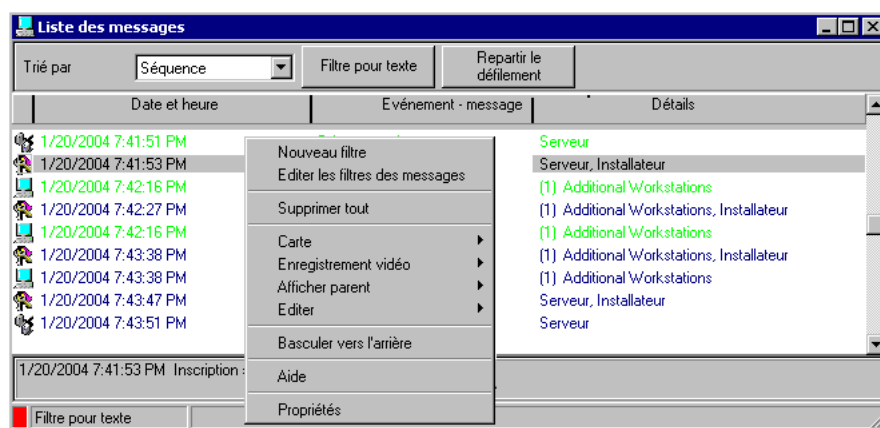 Liste des messages
Trié par Séquence Filtre pour texte Repartir le défilement
Date et heure Evénement - message Détails
1/20/2004 7:41:51 PM Serveur
1/20/2004 7:41:53 PM Serveur, Installateur
1/20/2004 7:42:16 PM (1) Additional Workstations
1/20/2004 7:42:27 PM (1) Additional Workstations, Installateur
1/20/2004 7:42:16 PM (1) Additional Workstations
1/20/2004 7:43:38 PM (1) Additional Workstations, Installateur
1/20/2004 7:43:38 PM (1) Additional Workstations
1/20/2004 7:43:47 PM Serveur, Installateur
1/20/2004 7:43:51 PM Serveur
Nouveau filtre
Editer les filtres des messages
Supprimer tout
Carte
Enregistrement vidéo
Afficher parent
Editer
Basculer vers l'arrière
Aide
Propriétés
1/20/2004 7:41:53 PM Inscription :
Filtre pour texte